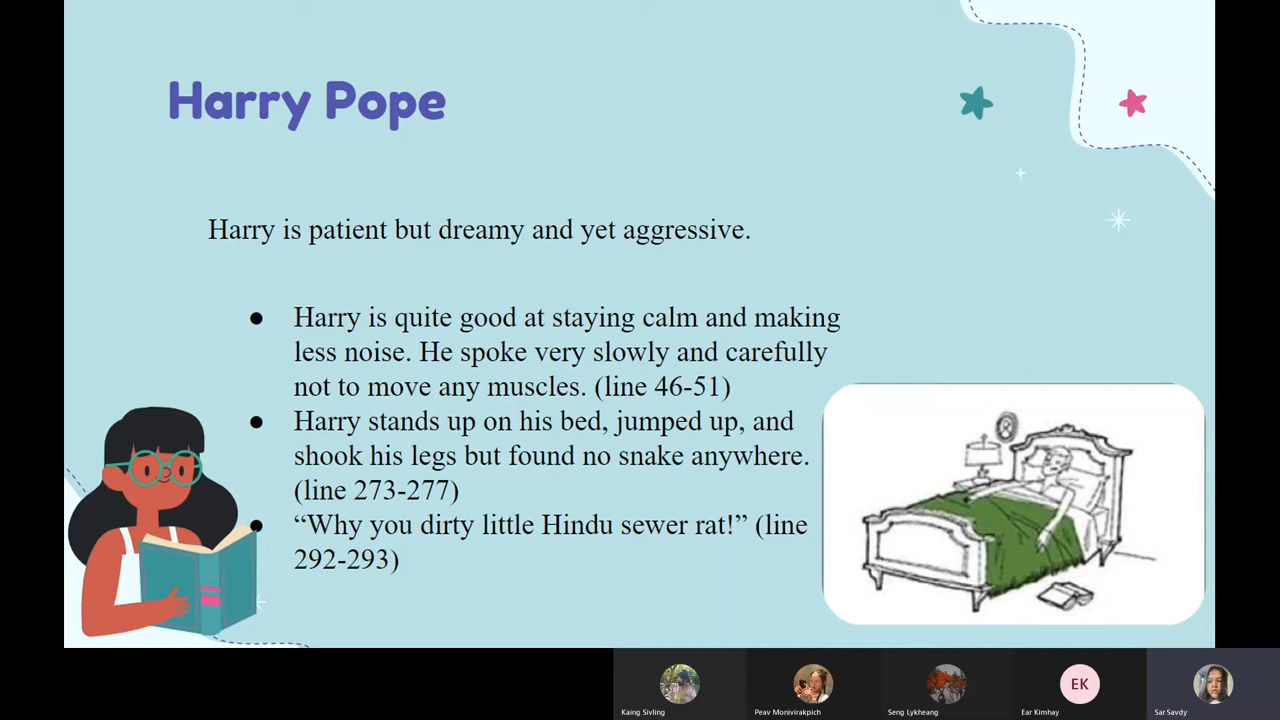 Harry Pope
Harry is patient but dreamy and yet aggressive.
● Harry is quite good at staying calm and making
less noise. He spoke very slowly and carefully
not to move any muscles. (line 46-51)
● Harry stands up on his bed, jumped up, and
shook his legs but found no snake anywhere.
(line 273-277)
● “Why you dirty little Hindu sewer rat!” (line
292-293)
EK
Kaing Sivling
Peav Monivirakpich
Seng Lykheang
Ear Kimhay
Sar Savdy